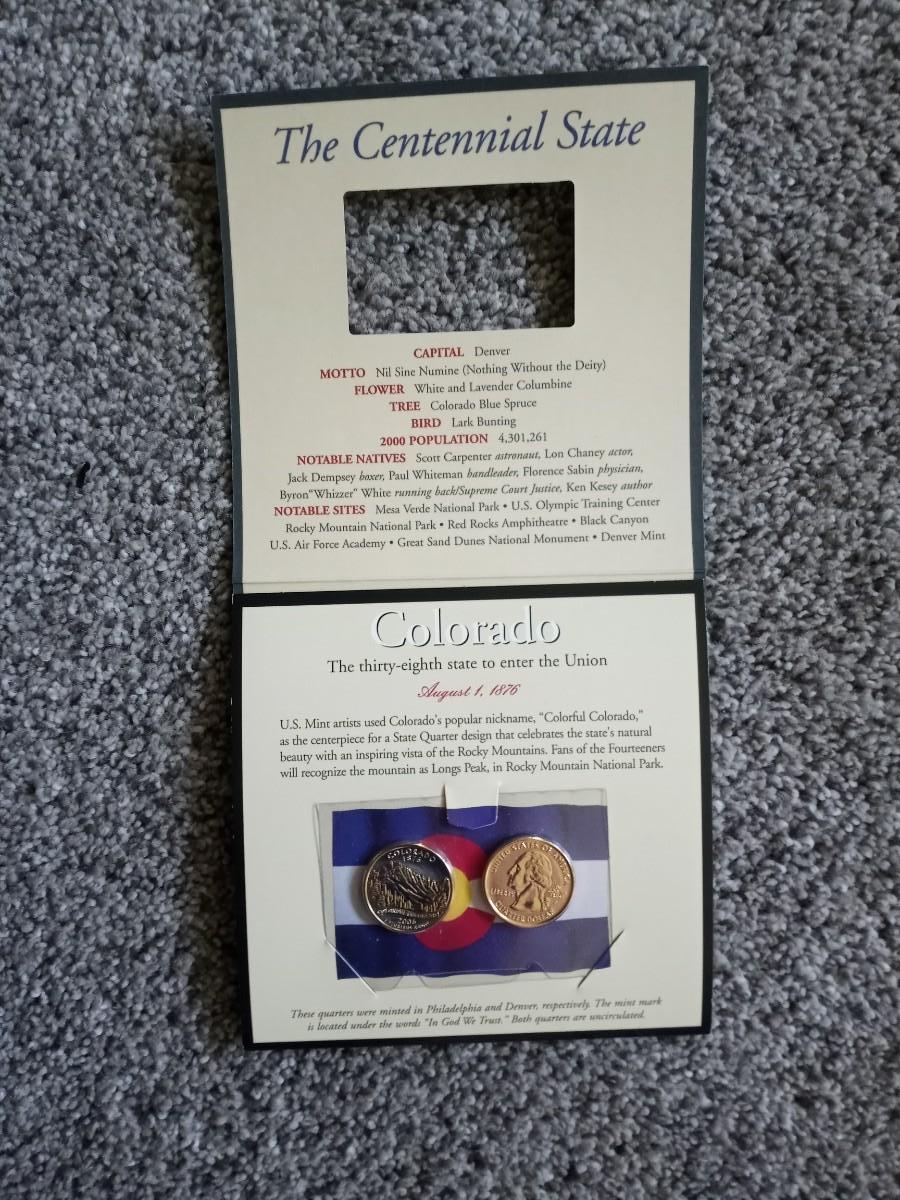 The Centennial State
CAPITAL Denver
MOTTO Nil Sine Numine (Nothing Without the Deity)
FLOWER White and Lavender Columbine
TREE Colorado Blue Spruce
BIRD Lark Bunting
2000 POPULATION 4,301,261
NOTABLE NATIVES Scott Carpenter astronaut, Lon Chaney actor,
Jack Dempsey boxer, Paul Whiteman bandleader, Florence Sabin physician,
Byron"Whizzer" White running back/Supreme Court Justice, Ken Kesey author
NOTABLE SITES Mesa Verde National Park • U.S. Olympic Training Center
Rocky Mountain National Park • Red Rocks Amphitheatre • Black Canyon
U.S. Air Force Academy • Great Sand Dunes National Monument • Denver Mint
Colorado
The thirty-eighth state to enter the Union
August 1, 1876
U.S. Mint artists used Colorado's popular nickname, "Colorful Colorado,"
as the centerpiece for a State Quarter design that celebrates the state's natural
beauty with an inspiring vista of the Rocky Mountains. Fans of the Fourteeners
will recognize the mountain as Longs Peak, in Rocky Mountain National Park.
COLORADO
1876
2006
UNITED STATES OF AMERICA
LIBERTY
QUARTER DOLLAR
These quarters were minted in Philadelphia and Denver, respectively. The mint mark
is located under the words "In God We Trust." Both quarters are uncirculated.